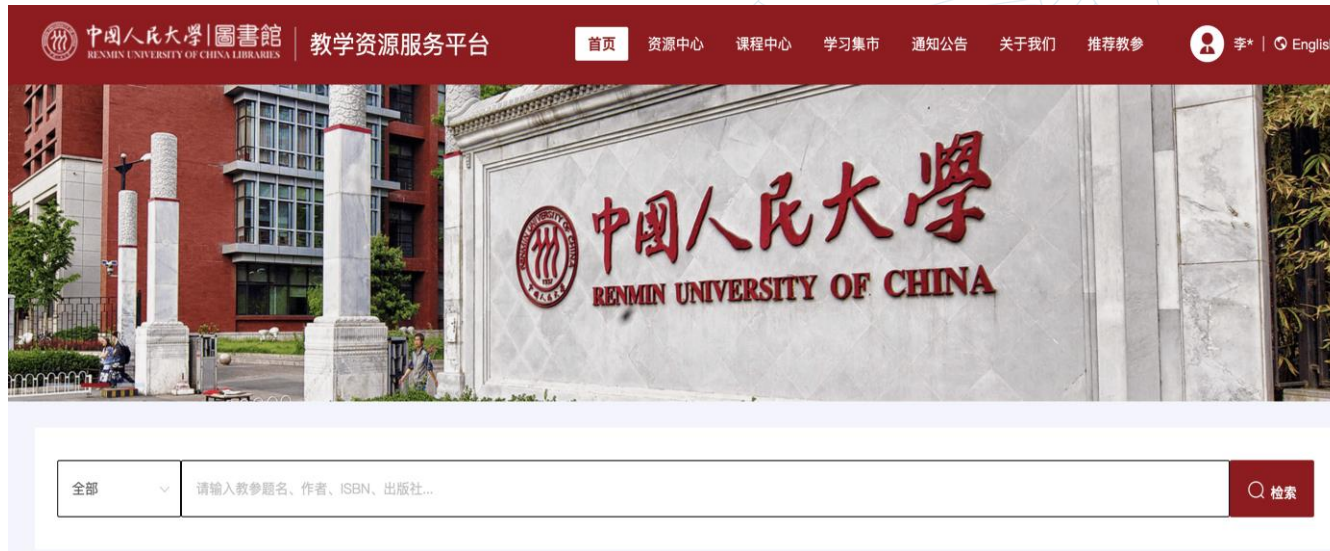 中國人民大學 圖書館 教学资源服务平台 首页 资源中心 课程中心 学习集市 通知公告 关于我们 推荐教参 李* | English
RENMIN UNIVERSITY OF CHINA LIBRARIES
中國人民大學
RENMIN UNIVERSITY OF CHINA
全部 请输入教参题名、作者、ISBN、出版社... 检索